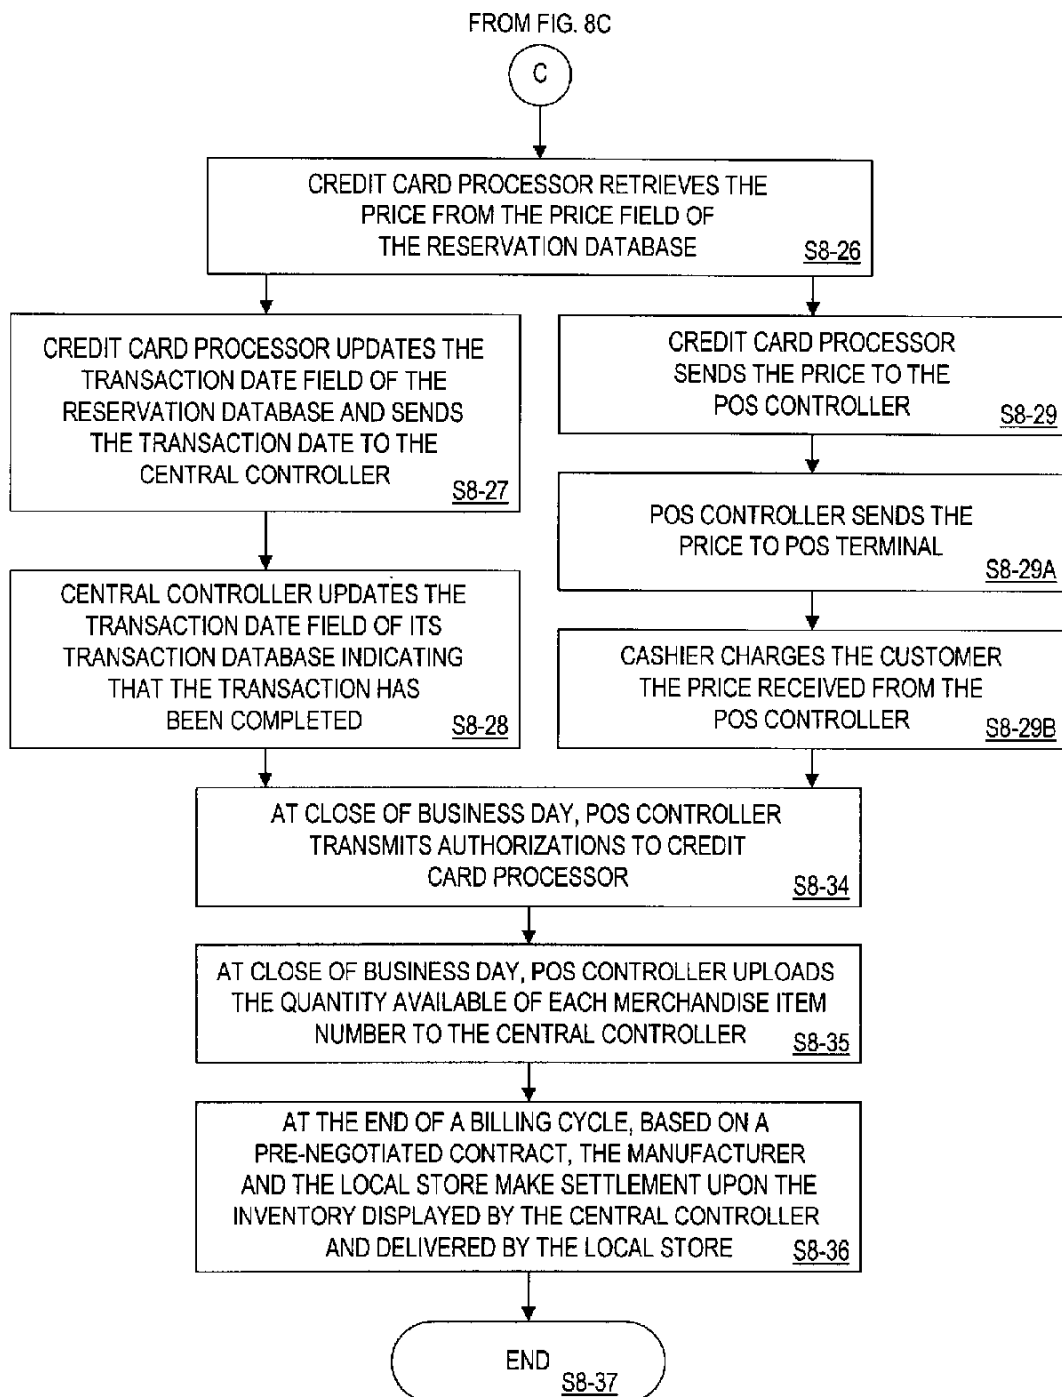 FROM FIG. 8C
C
CREDIT CARD PROCESSOR RETRIEVES THE
PRICE FROM THE PRICE FIELD OF
THE RESERVATION DATABASE
S8-26
CREDIT CARD PROCESSOR UPDATES THE
TRANSACTION DATE FIELD OF THE
RESERVATION DATABASE AND SENDS
THE TRANSACTION DATE TO THE
CENTRAL CONTROLLER
S8-27
CENTRAL CONTROLLER UPDATES THE
TRANSACTION DATE FIELD OF ITS
TRANSACTION DATABASE INDICATING
THAT THE TRANSACTION HAS
BEEN COMPLETED
S8-28
CREDIT CARD PROCESSOR
SENDS THE PRICE TO THE
POS CONTROLLER
S8-29
POS CONTROLLER SENDS THE
PRICE TO POS TERMINAL
S8-29A
CASHIER CHARGES THE CUSTOMER
THE PRICE RECEIVED FROM THE
POS CONTROLLER
S8-29B
AT CLOSE OF BUSINESS DAY, POS CONTROLLER
TRANSMITS AUTHORIZATIONS TO CREDIT
CARD PROCESSOR
S8-34
AT CLOSE OF BUSINESS DAY, POS CONTROLLER UPLOADS
THE QUANTITY AVAILABLE OF EACH MERCHANDISE ITEM
NUMBER TO THE CENTRAL CONTROLLER
S8-35
AT THE END OF A BILLING CYCLE, BASED ON A
PRE-NEGOTIATED CONTRACT, THE MANUFACTURER
AND THE LOCAL STORE MAKE SETTLEMENT UPON THE
INVENTORY DISPLAYED BY THE CENTRAL CONTROLLER
AND DELIVERED BY THE LOCAL STORE
S8-36
END
S8-37